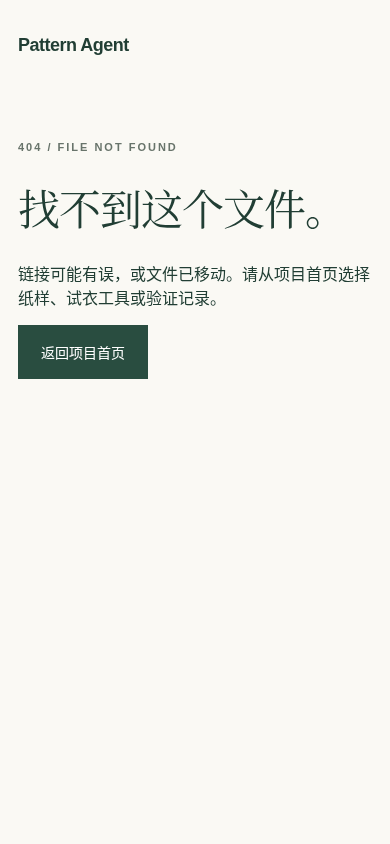 Pattern Agent
404 / FILE NOT FOUND
找不到这个文件。
链接可能有误，或文件已移动。请从项目首页选择
纸样、试衣工具或验证记录。
返回项目首页